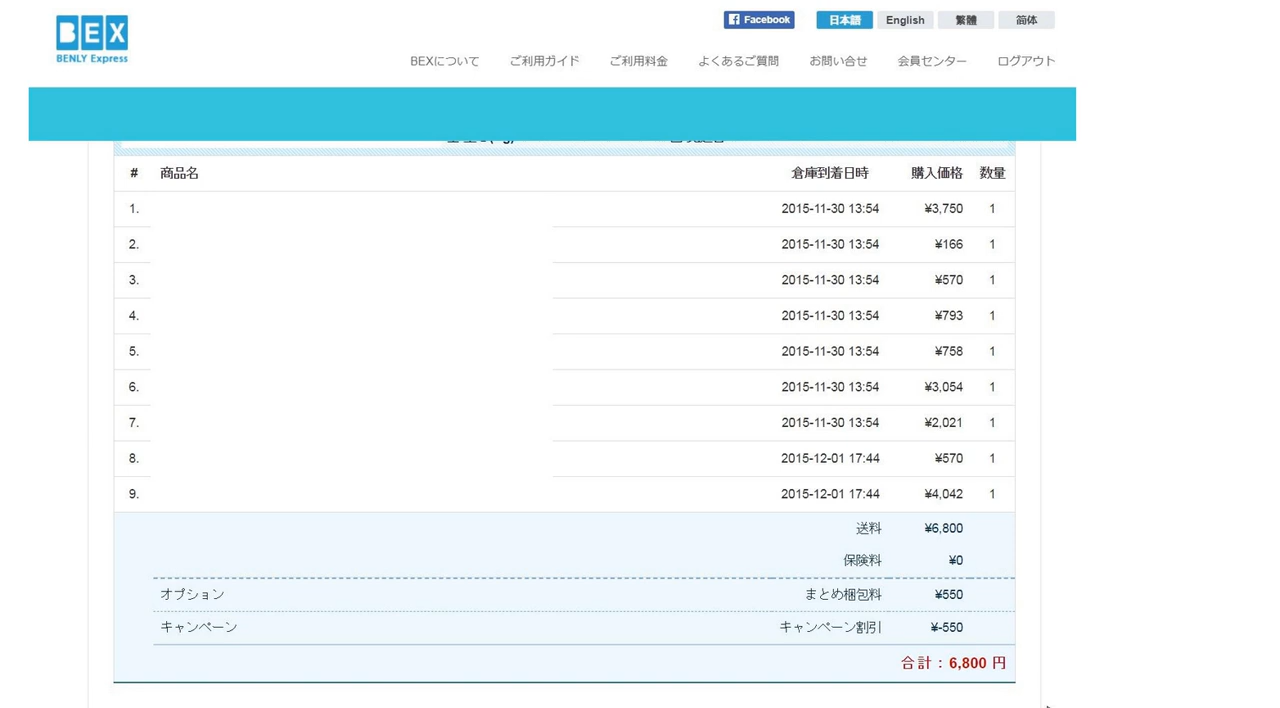 BEX
BENLY Express
Facebook 日本語 English 繁體 简体
BEXについて ご利用ガイド ご利用料金 よくあるご質問 お問い合せ 会員センター ログアウト
# 商品名 倉庫到着日時 購入価格 数量
1. 2015-11-30 13:54 ¥3,750 1
2. 2015-11-30 13:54 ¥166 1
3. 2015-11-30 13:54 ¥570 1
4. 2015-11-30 13:54 ¥793 1
5. 2015-11-30 13:54 ¥758 1
6. 2015-11-30 13:54 ¥3,054 1
7. 2015-11-30 13:54 ¥2,021 1
8. 2015-12-01 17:44 ¥570 1
9. 2015-12-01 17:44 ¥4,042 1
送料 ¥6,800
保険料 ¥0
オプション まとめ梱包料 ¥550
キャンペーン キャンペーン割引 ¥-550
合計：6,800 円